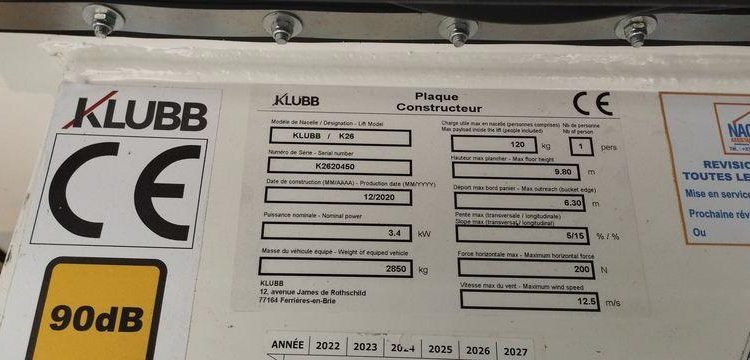 KLUBB
CE
90dB
KLUBB
Plaque
Constructeur
CE
Modèle de Nacelle / Désignation - Lift Model
KLUBB / K26
Numéro de Série - Serial number
K2620450
Date de construction (MM/AAAA) - Production date (MM/YYYY)
12/2020
Puissance nominale - Nominal power
3.4 kW
Masse du véhicule équipé - Weight of equiped vehicle
2850 kg
KLUBB
12, avenue James de Rothschild
77164 Ferrières-en-Brie
Charge utile max en nacelle (personnes comprises)
Max payload inside the lift (people included)
120 kg
Nb de personne
Nb of person
1 pers
Hauteur max plancher - Max floor height
9.80 m
Déport max bord panier - Max outreach (bucket edge)
6.30 m
Pente max (transversale / longitudinale)
Slope max (transversal / longitudinal)
5/15 % / %
Force horizontale max - Maximum horizontal force
200 N
Vitesse max du vent - Maximum wind speed
12.5 m/s
ANNÉE 2022 2023 2024 2025 2026 2027
REVISION
TOUTES LE
Mise en servic
Prochaine rév
Ou